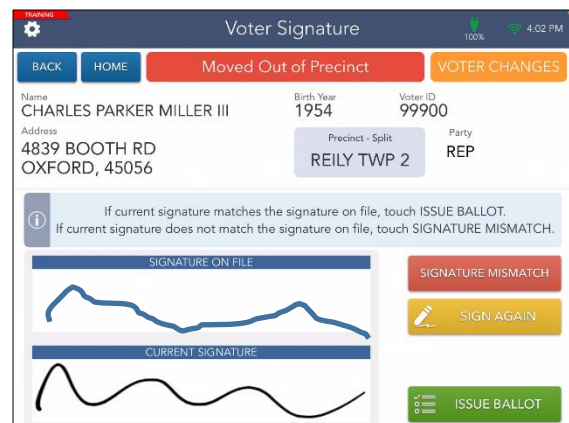 TRAINING
Voter Signature
100%
4:02 PM
BACK
HOME
Moved Out of Precinct
VOTER CHANGES
Name
CHARLES PARKER MILLER III
Birth Year
1954
Voter ID
99900
Address
4839 BOOTH RD
OXFORD, 45056
Precinct - Split
REILY TWP 2
Party
REP
If current signature matches the signature on file, touch ISSUE BALLOT.
If current signature does not match the signature on file, touch SIGNATURE MISMATCH.
SIGNATURE ON FILE
SIGNATURE MISMATCH
SIGN AGAIN
CURRENT SIGNATURE
ISSUE BALLOT